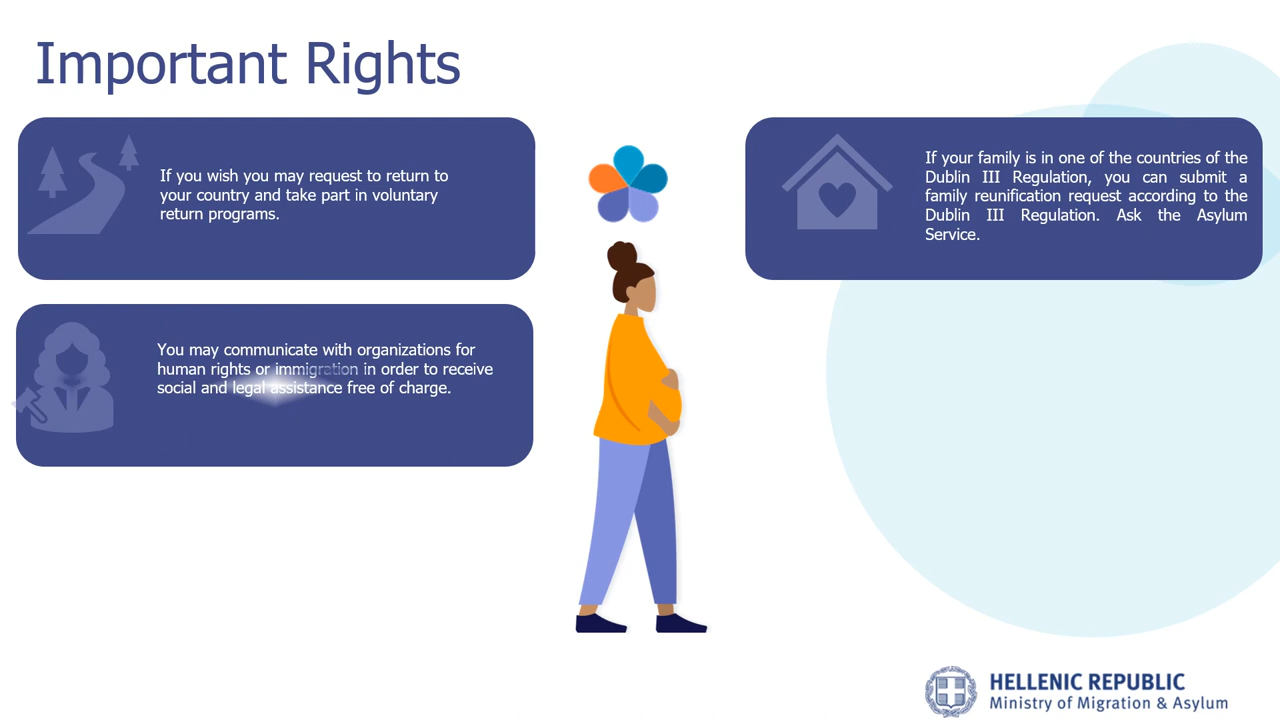 Important Rights
If you wish you may request to return to
your country and take part in voluntary
return programs.
If your family is in one of the countries of the
Dublin III Regulation, you can submit a
family reunification request according to the
Dublin III Regulation. Ask the Asylum
Service.
You may communicate with organizations for
human rights or immigration in order to receive
social and legal assistance free of charge.
HELLENIC REPUBLIC
Ministry of Migration & Asylum